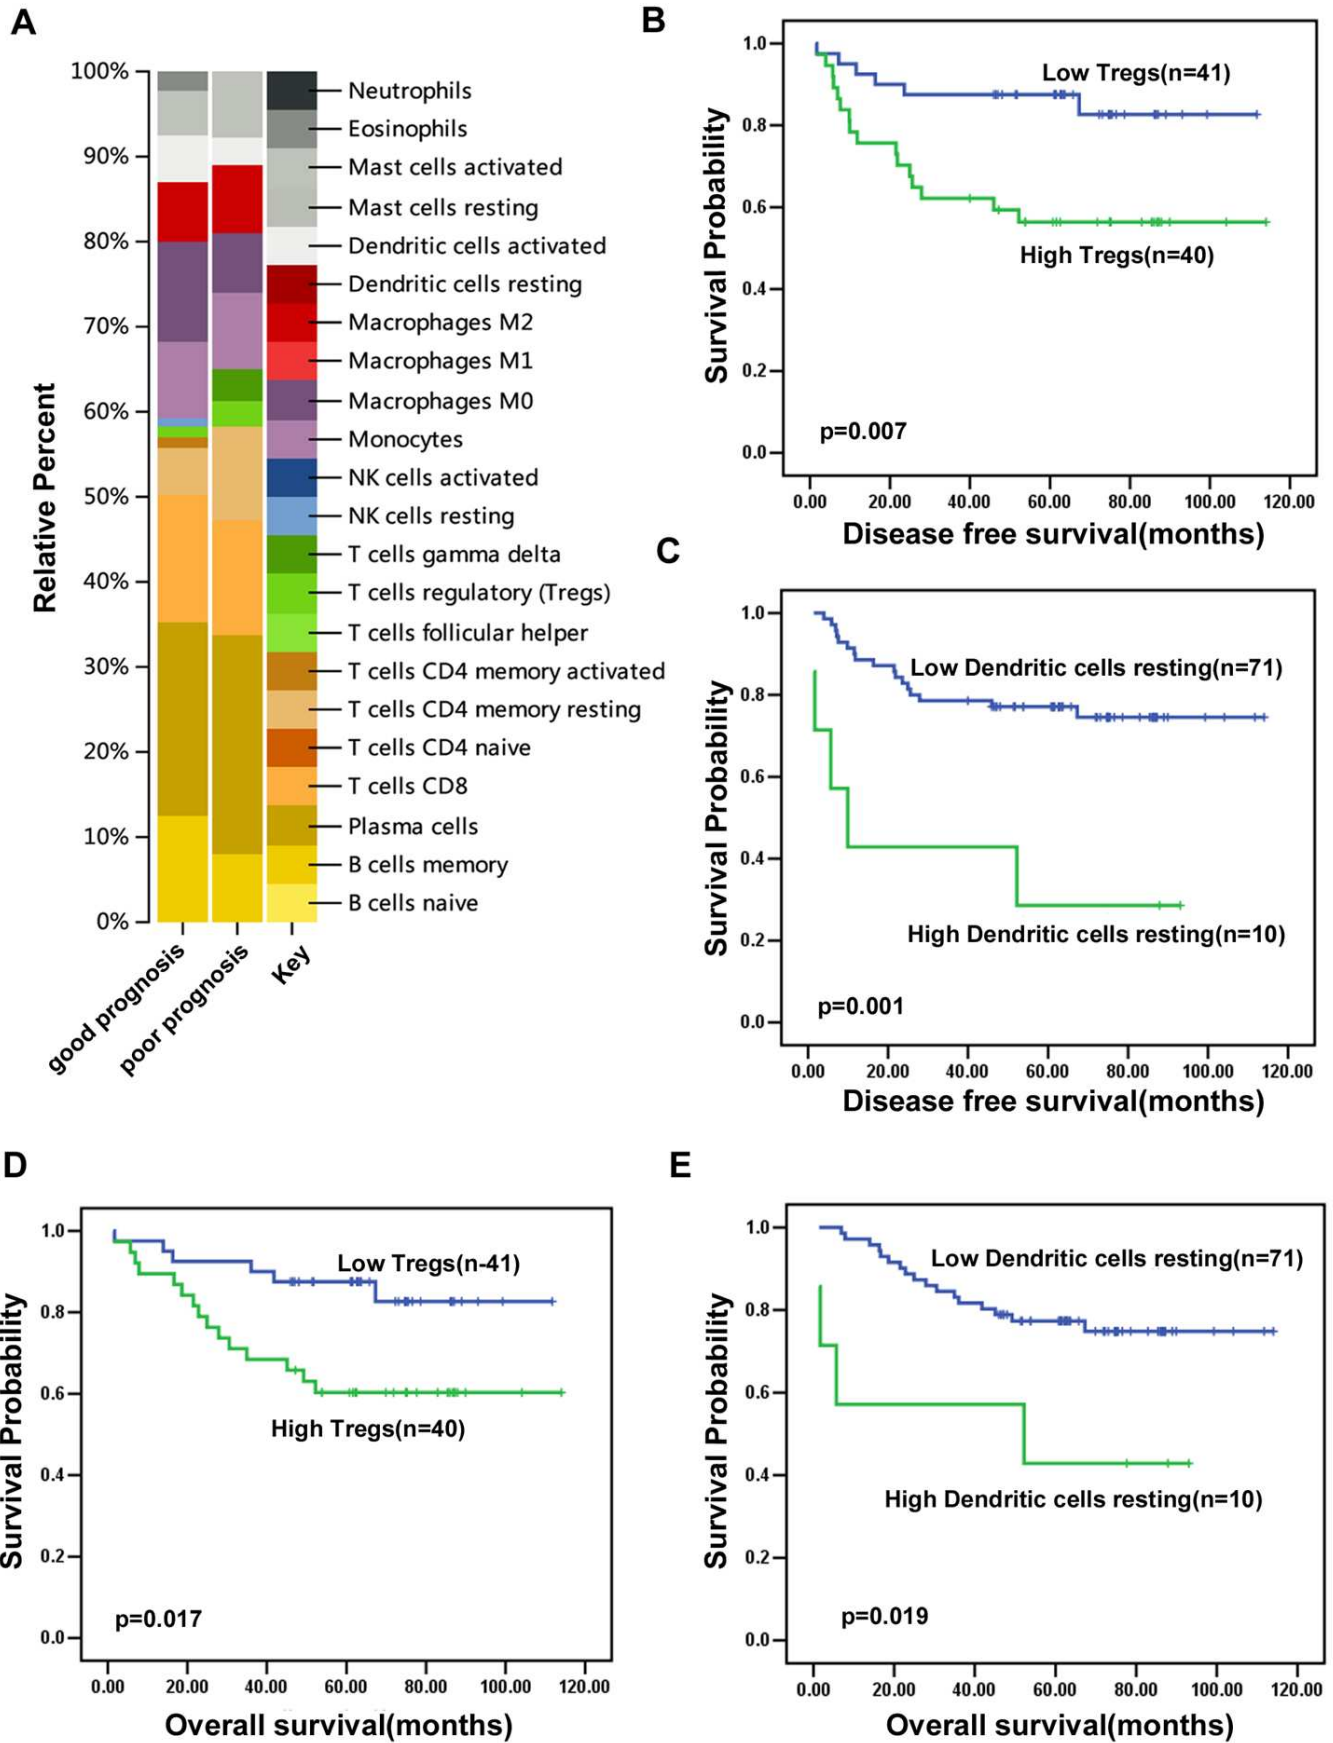 A
Relative Percent
100%
90%
80%
70%
60%
50%
40%
30%
20%
10%
0%
good prognosis
poor prognosis
Key
Neutrophils
Eosinophils
Mast cells activated
Mast cells resting
Dendritic cells activated
Dendritic cells resting
Macrophages M2
Macrophages M1
Macrophages M0
Monocytes
NK cells activated
NK cells resting
T cells gamma delta
T cells regulatory (Tregs)
T cells follicular helper
T cells CD4 memory activated
T cells CD4 memory resting
T cells CD4 naive
T cells CD8
Plasma cells
B cells memory
B cells naive
B
Survival Probability
1.0
0.8
0.6
0.4
0.2
0.0
Low Tregs(n=41)
High Tregs(n=40)
p=0.007
0.00 20.00 40.00 60.00 80.00 100.00 120.00
Disease free survival(months)
C
Survival Probability
1.0
0.8
0.6
0.4
0.2
0.0
Low Dendritic cells resting(n=71)
High Dendritic cells resting(n=10)
p=0.001
0.00 20.00 40.00 60.00 80.00 100.00 120.00
Disease free survival(months)
D
Survival Probability
1.0
0.8
0.6
0.4
0.2
0.0
Low Tregs(n-41)
High Tregs(n=40)
p=0.017
0.00 20.00 40.00 60.00 80.00 100.00 120.00
Overall survival(months)
E
Survival Probability
1.0
0.8
0.6
0.4
0.2
0.0
Low Dendritic cells resting(n=71)
High Dendritic cells resting(n=10)
p=0.019
0.00 20.00 40.00 60.00 80.00 100.00 120.00
Overall survival(months)